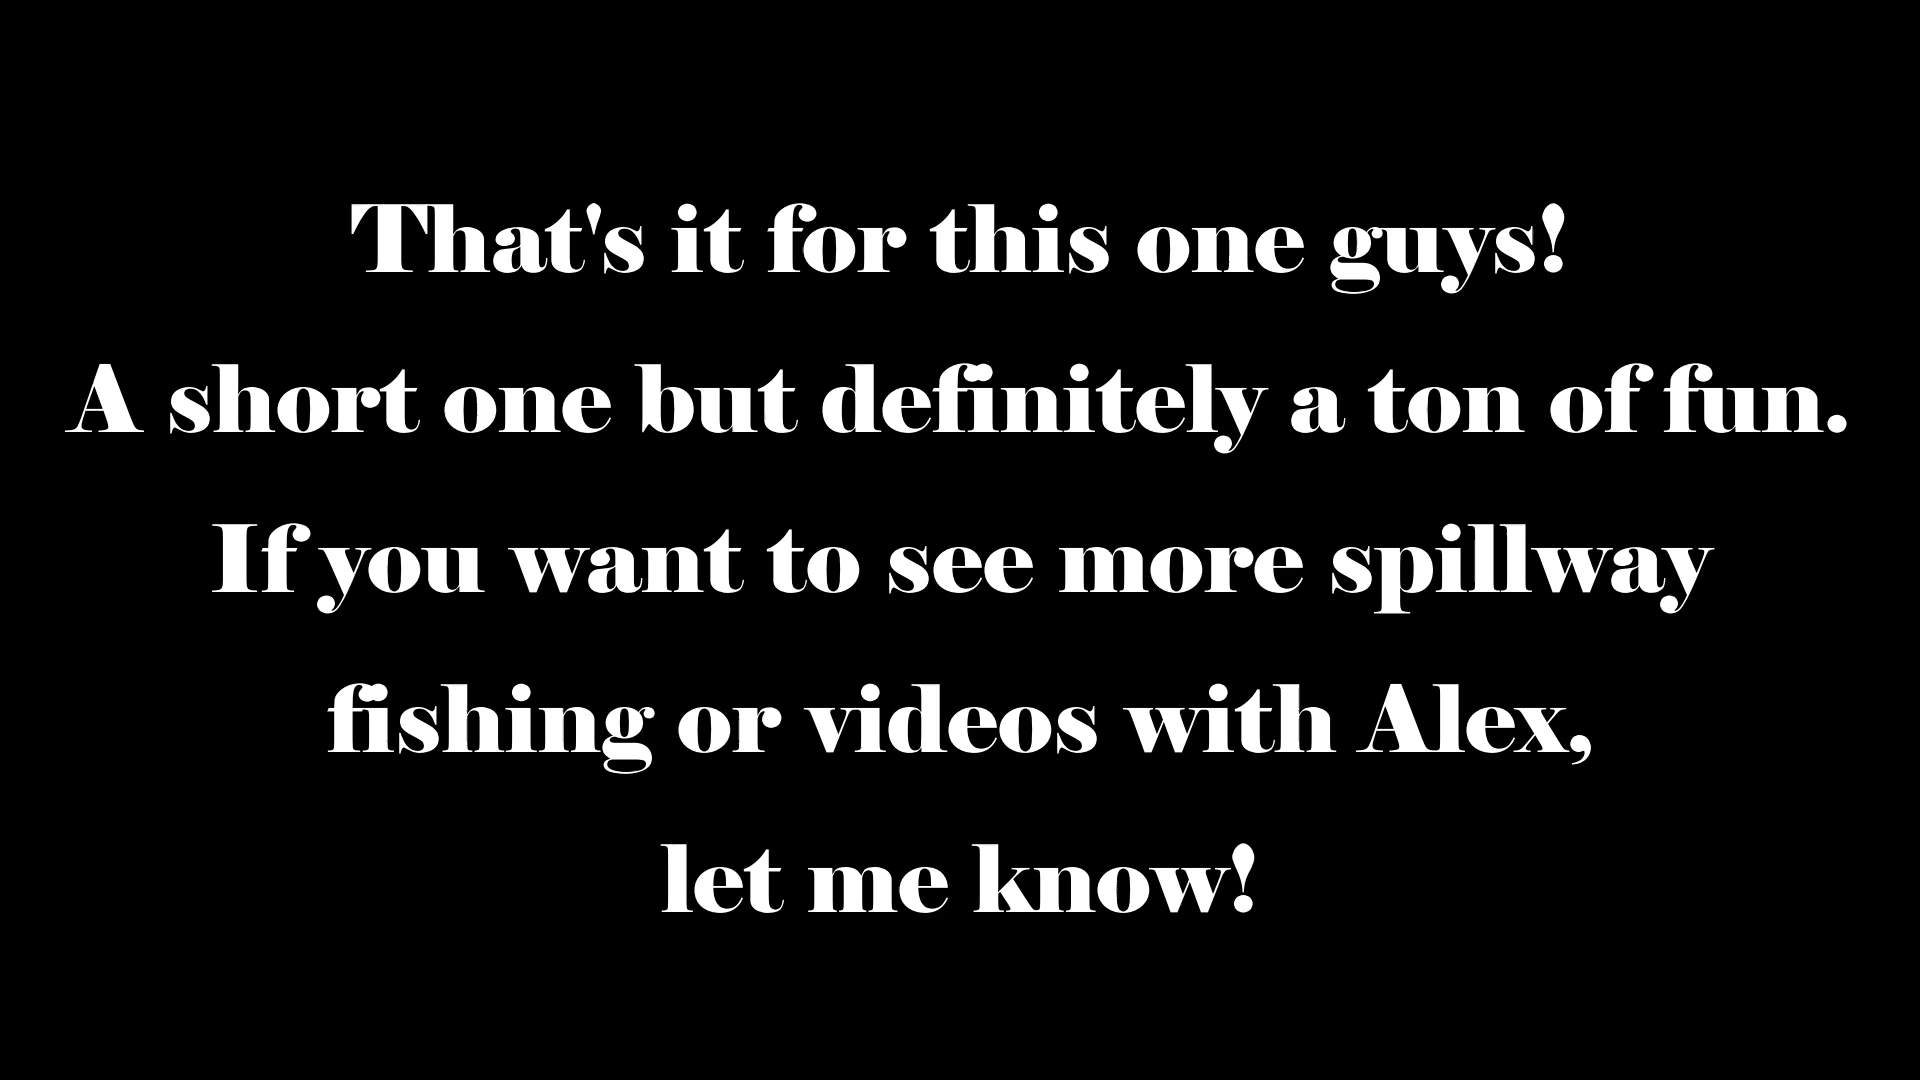 That's it for this one guys!
A short one but definitely a ton of fun.
If you want to see more spillway
fishing or videos with Alex,
let me know!